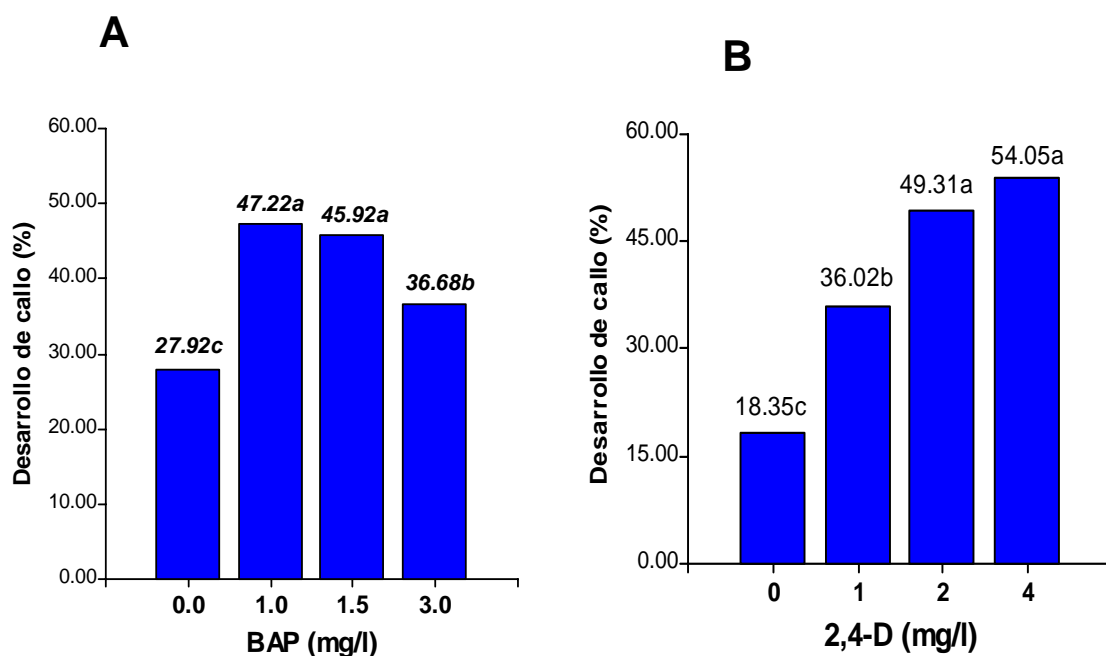 A
Desarrollo de callo (%)
60.00
50.00
40.00
30.00
20.00
10.00
0.00
27.92c
47.22a
45.92a
36.68b
0.0 1.0 1.5 3.0
BAP (mg/l)
B
Desarrollo de callo (%)
60.00
45.00
30.00
15.00
0.00
18.35c
36.02b
49.31a
54.05a
0 1 2 4
2,4-D (mg/l)